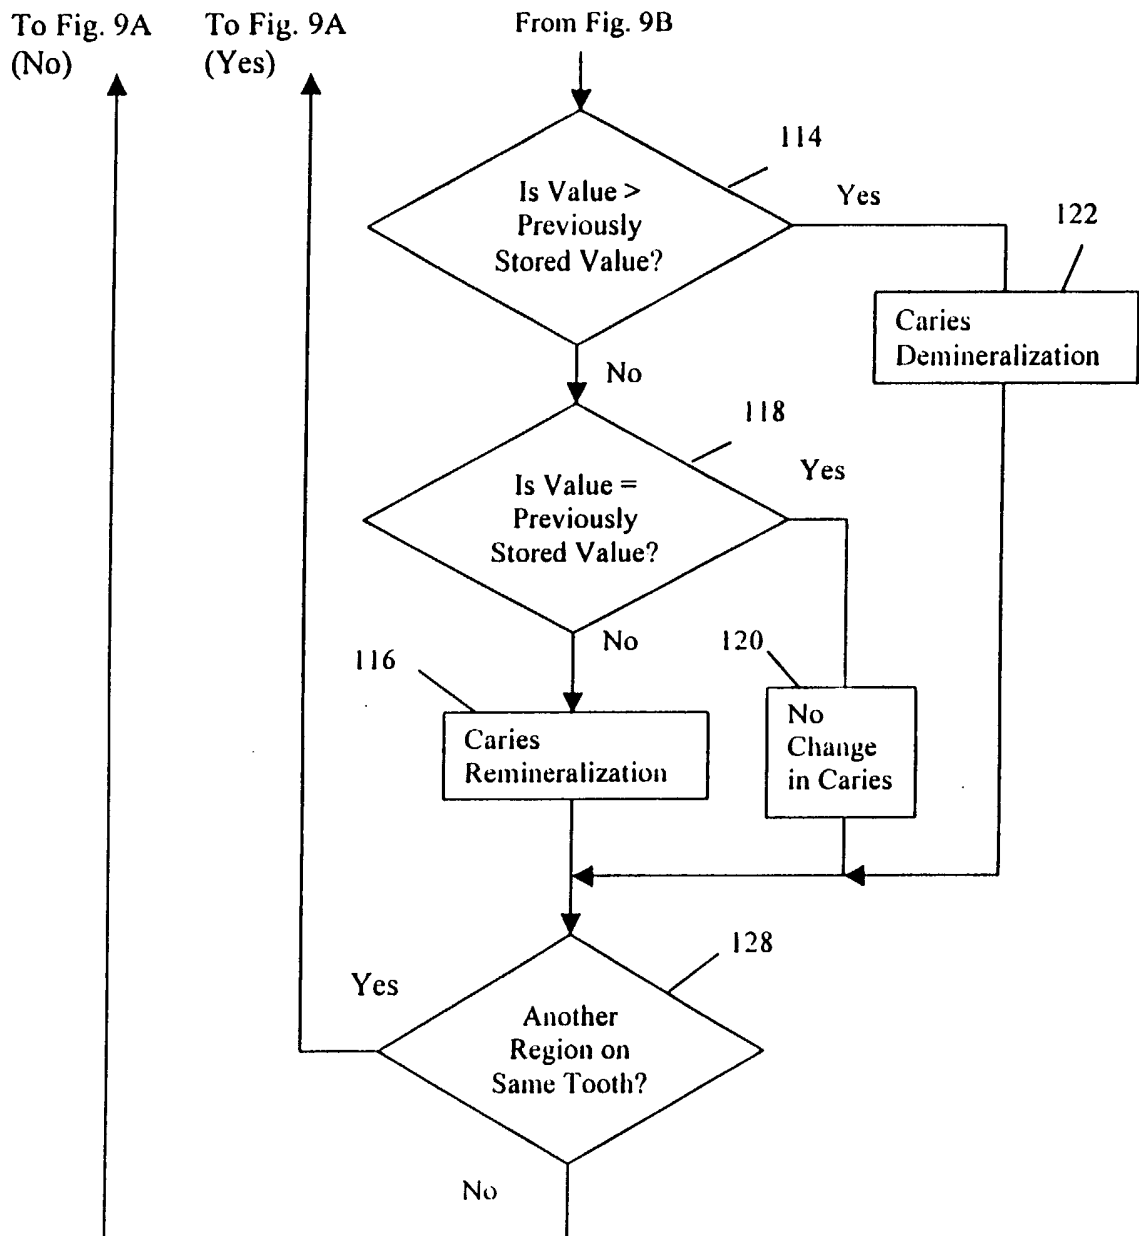 To Fig. 9A
(No)
To Fig. 9A
(Yes)
From Fig. 9B
114
Is Value >
Previously
Stored Value?
Yes
122
Caries
Demineralization
No
118
Is Value =
Previously
Stored Value?
Yes
No
116
120
Caries
Remineralization
No
Change
in Caries
128
Yes
Another
Region on
Same Tooth?
No